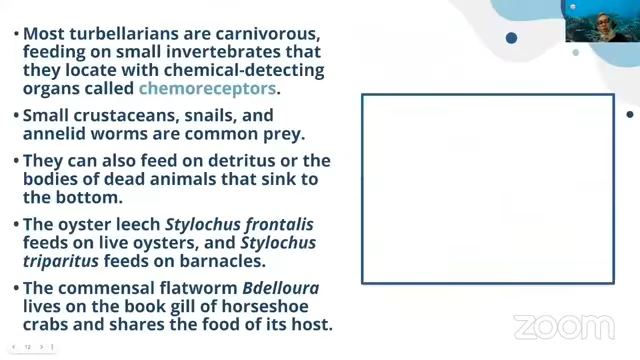 • Most turbellarians are carnivorous,
feeding on small invertebrates that
they locate with chemical-detecting
organs called chemoreceptors.
• Small crustaceans, snails, and
annelid worms are common prey.
• They can also feed on detritus or the
bodies of dead animals that sink to
the bottom.
• The oyster leech Stylochus frontalis
feeds on live oysters, and Stylochus
triparitus feeds on barnacles.
• The commensal flatworm Bdelloura
lives on the book gill of horseshoe
crabs and shares the food of its host.
12
zoom